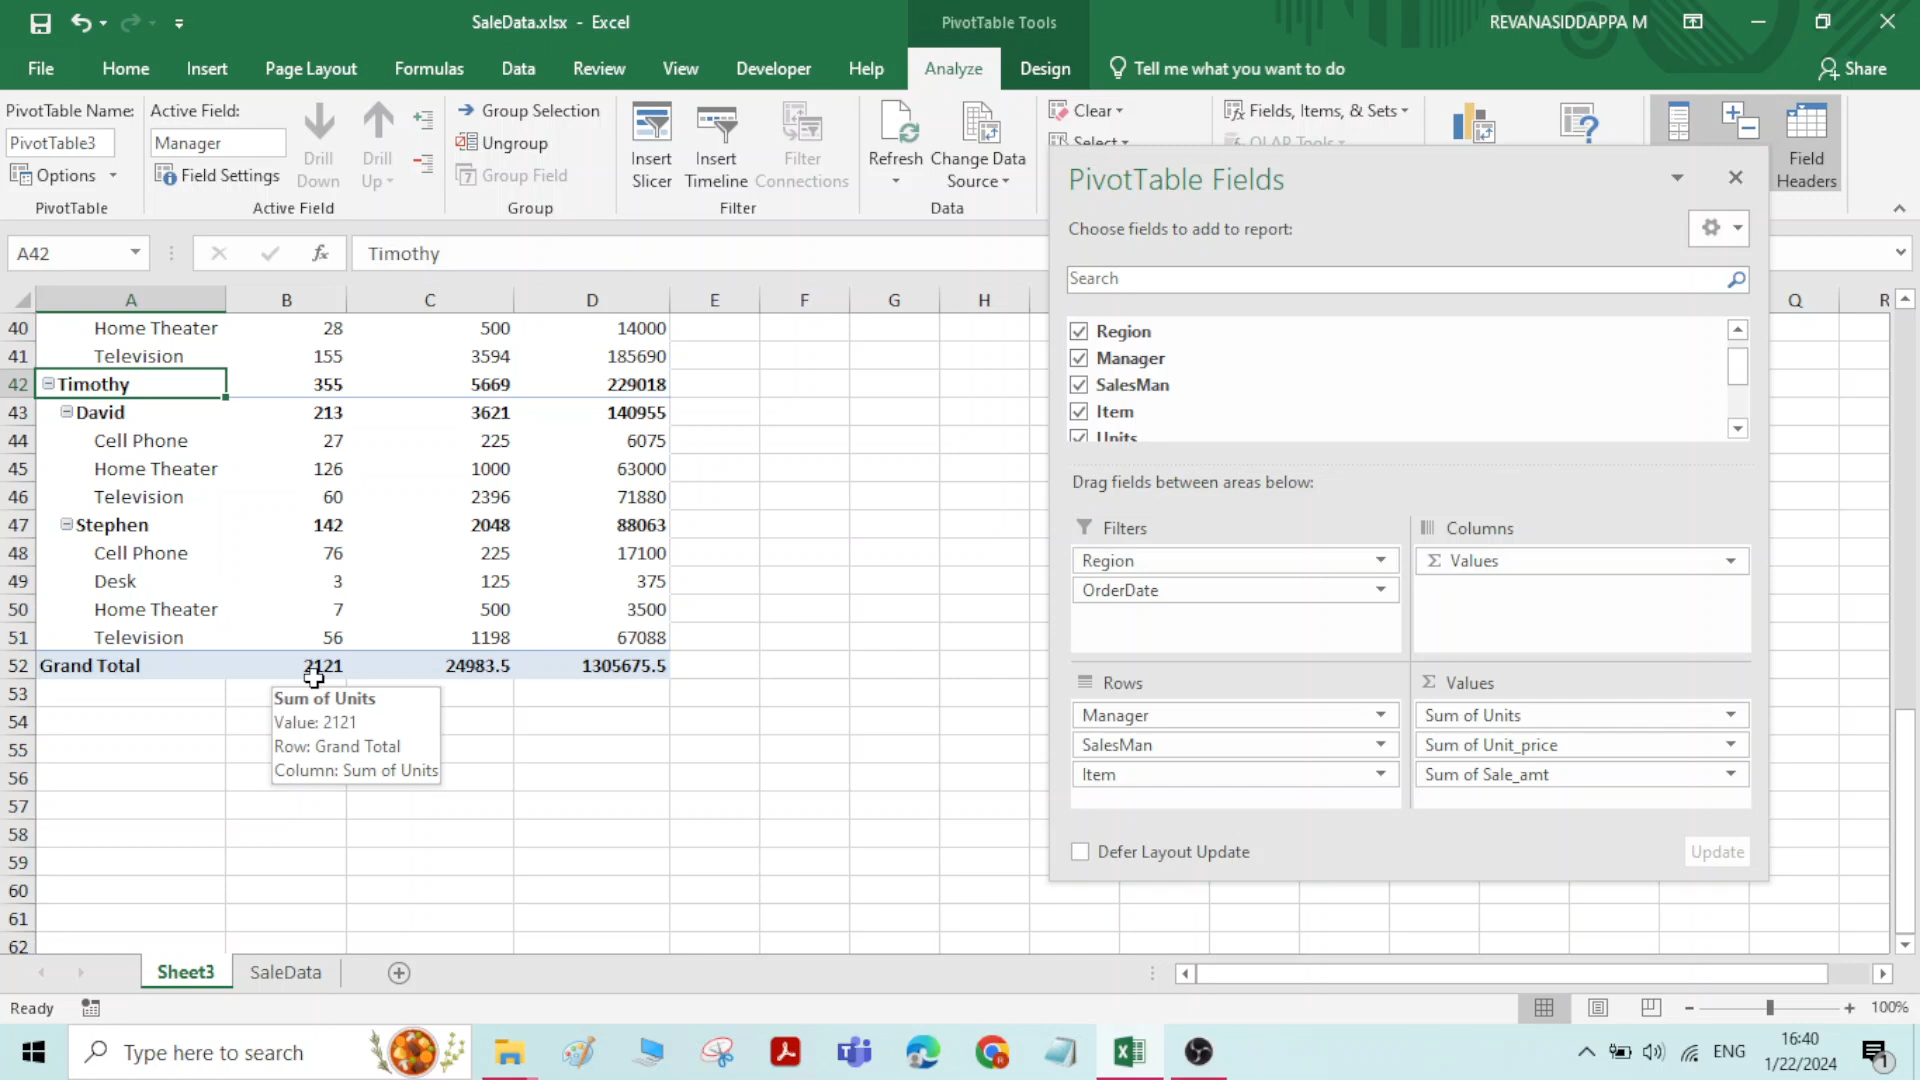 SaleData.xlsx - Excel
PivotTable Tools
REVANASIDDAPPA M
File Home Insert Page Layout Formulas Data Review View Developer Help Analyze Design Tell me what you want to do Share
PivotTable Name:
PivotTable3
Options
PivotTable
Active Field:
Manager
Field Settings
Drill Down
Drill Up
Active Field
Group Selection
Ungroup
Group Field
Group
Insert Slicer
Insert Timeline
Filter Connections
Filter
Refresh
Change Data Source
Data
Clear
Select
Fields, Items, & Sets
OLAP Tools
Field Headers
A42
fx
Timothy
A B C D E F G H Q R
40 Home Theater 28 500 14000
41 Television 155 3594 185690
42 Timothy 355 5669 229018
43 David 213 3621 140955
44 Cell Phone 27 225 6075
45 Home Theater 126 1000 63000
46 Television 60 2396 71880
47 Stephen 142 2048 88063
48 Cell Phone 76 225 17100
49 Desk 3 125 375
50 Home Theater 7 500 3500
51 Television 56 1198 67088
52 Grand Total 2121 24983.5 1305675.5
53
54
55
56
57
58
59
60
61
62
Sum of Units
Value: 2121
Row: Grand Total
Column: Sum of Units
PivotTable Fields
Choose fields to add to report:
Search
Region
Manager
SalesMan
Item
Units
Drag fields between areas below:
Filters
Region
OrderDate
Columns
Σ Values
Rows
Manager
SalesMan
Item
Σ Values
Sum of Units
Sum of Unit_price
Sum of Sale_amt
Defer Layout Update
Update
Sheet3 SaleData
Ready
100%
Type here to search
ENG
16:40
1/22/2024
1